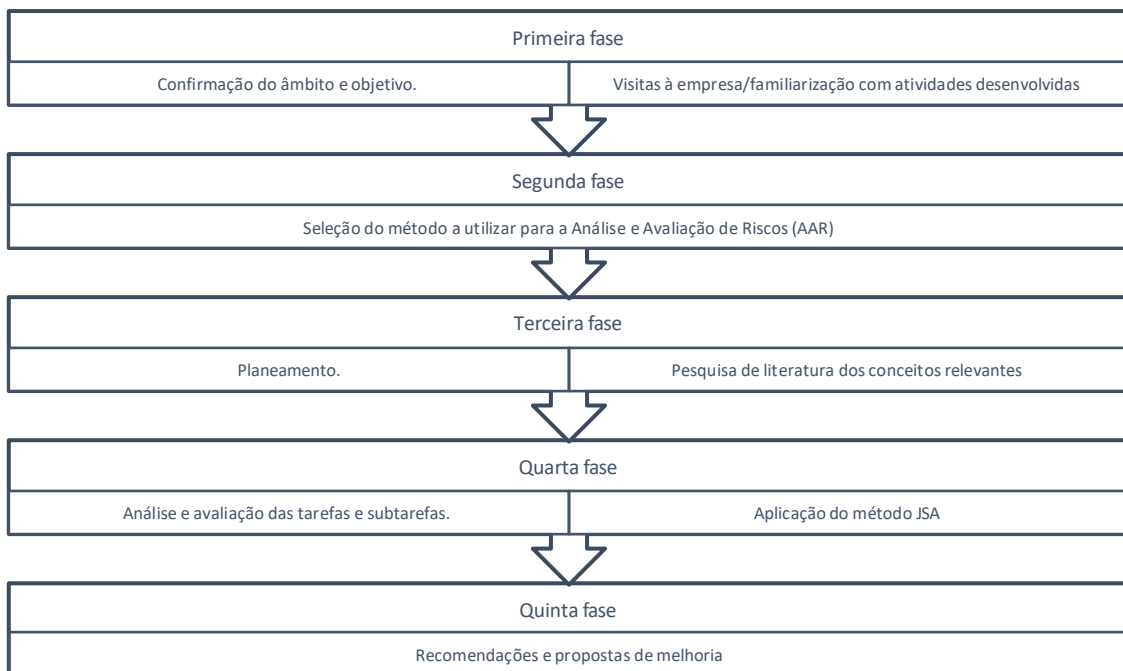 Primeira fase
Confirmação do âmbito e objetivo.
Visitas à empresa/familiarização com atividades desenvolvidas
Segunda fase
Seleção do método a utilizar para a Análise e Avaliação de Riscos (AAR)
Terceira fase
Planeamento.
Pesquisa de literatura dos conceitos relevantes
Quarta fase
Análise e avaliação das tarefas e subtarefas.
Aplicação do método JSA
Quinta fase
Recomendações e propostas de melhoria